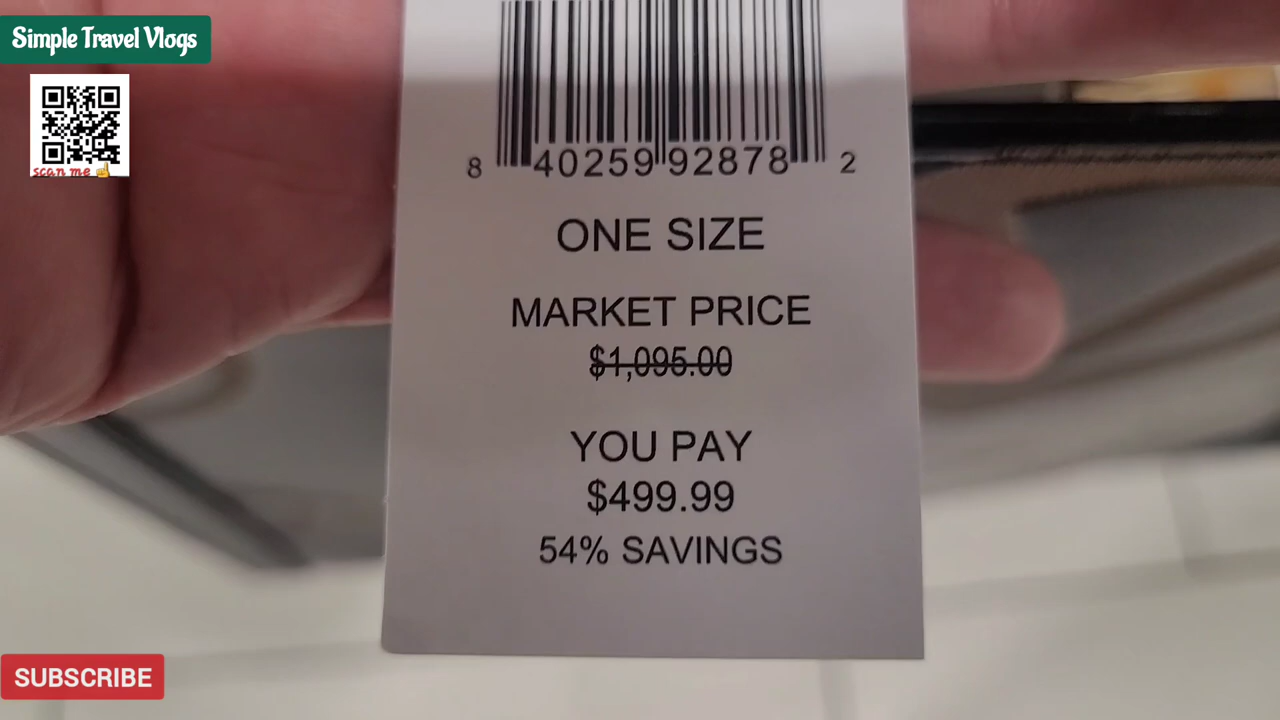 Simple Travel Vlogs
scan me
8 40259 92878 2
ONE SIZE
MARKET PRICE
$1,095.00
YOU PAY
$499.99
54% SAVINGS
SUBSCRIBE